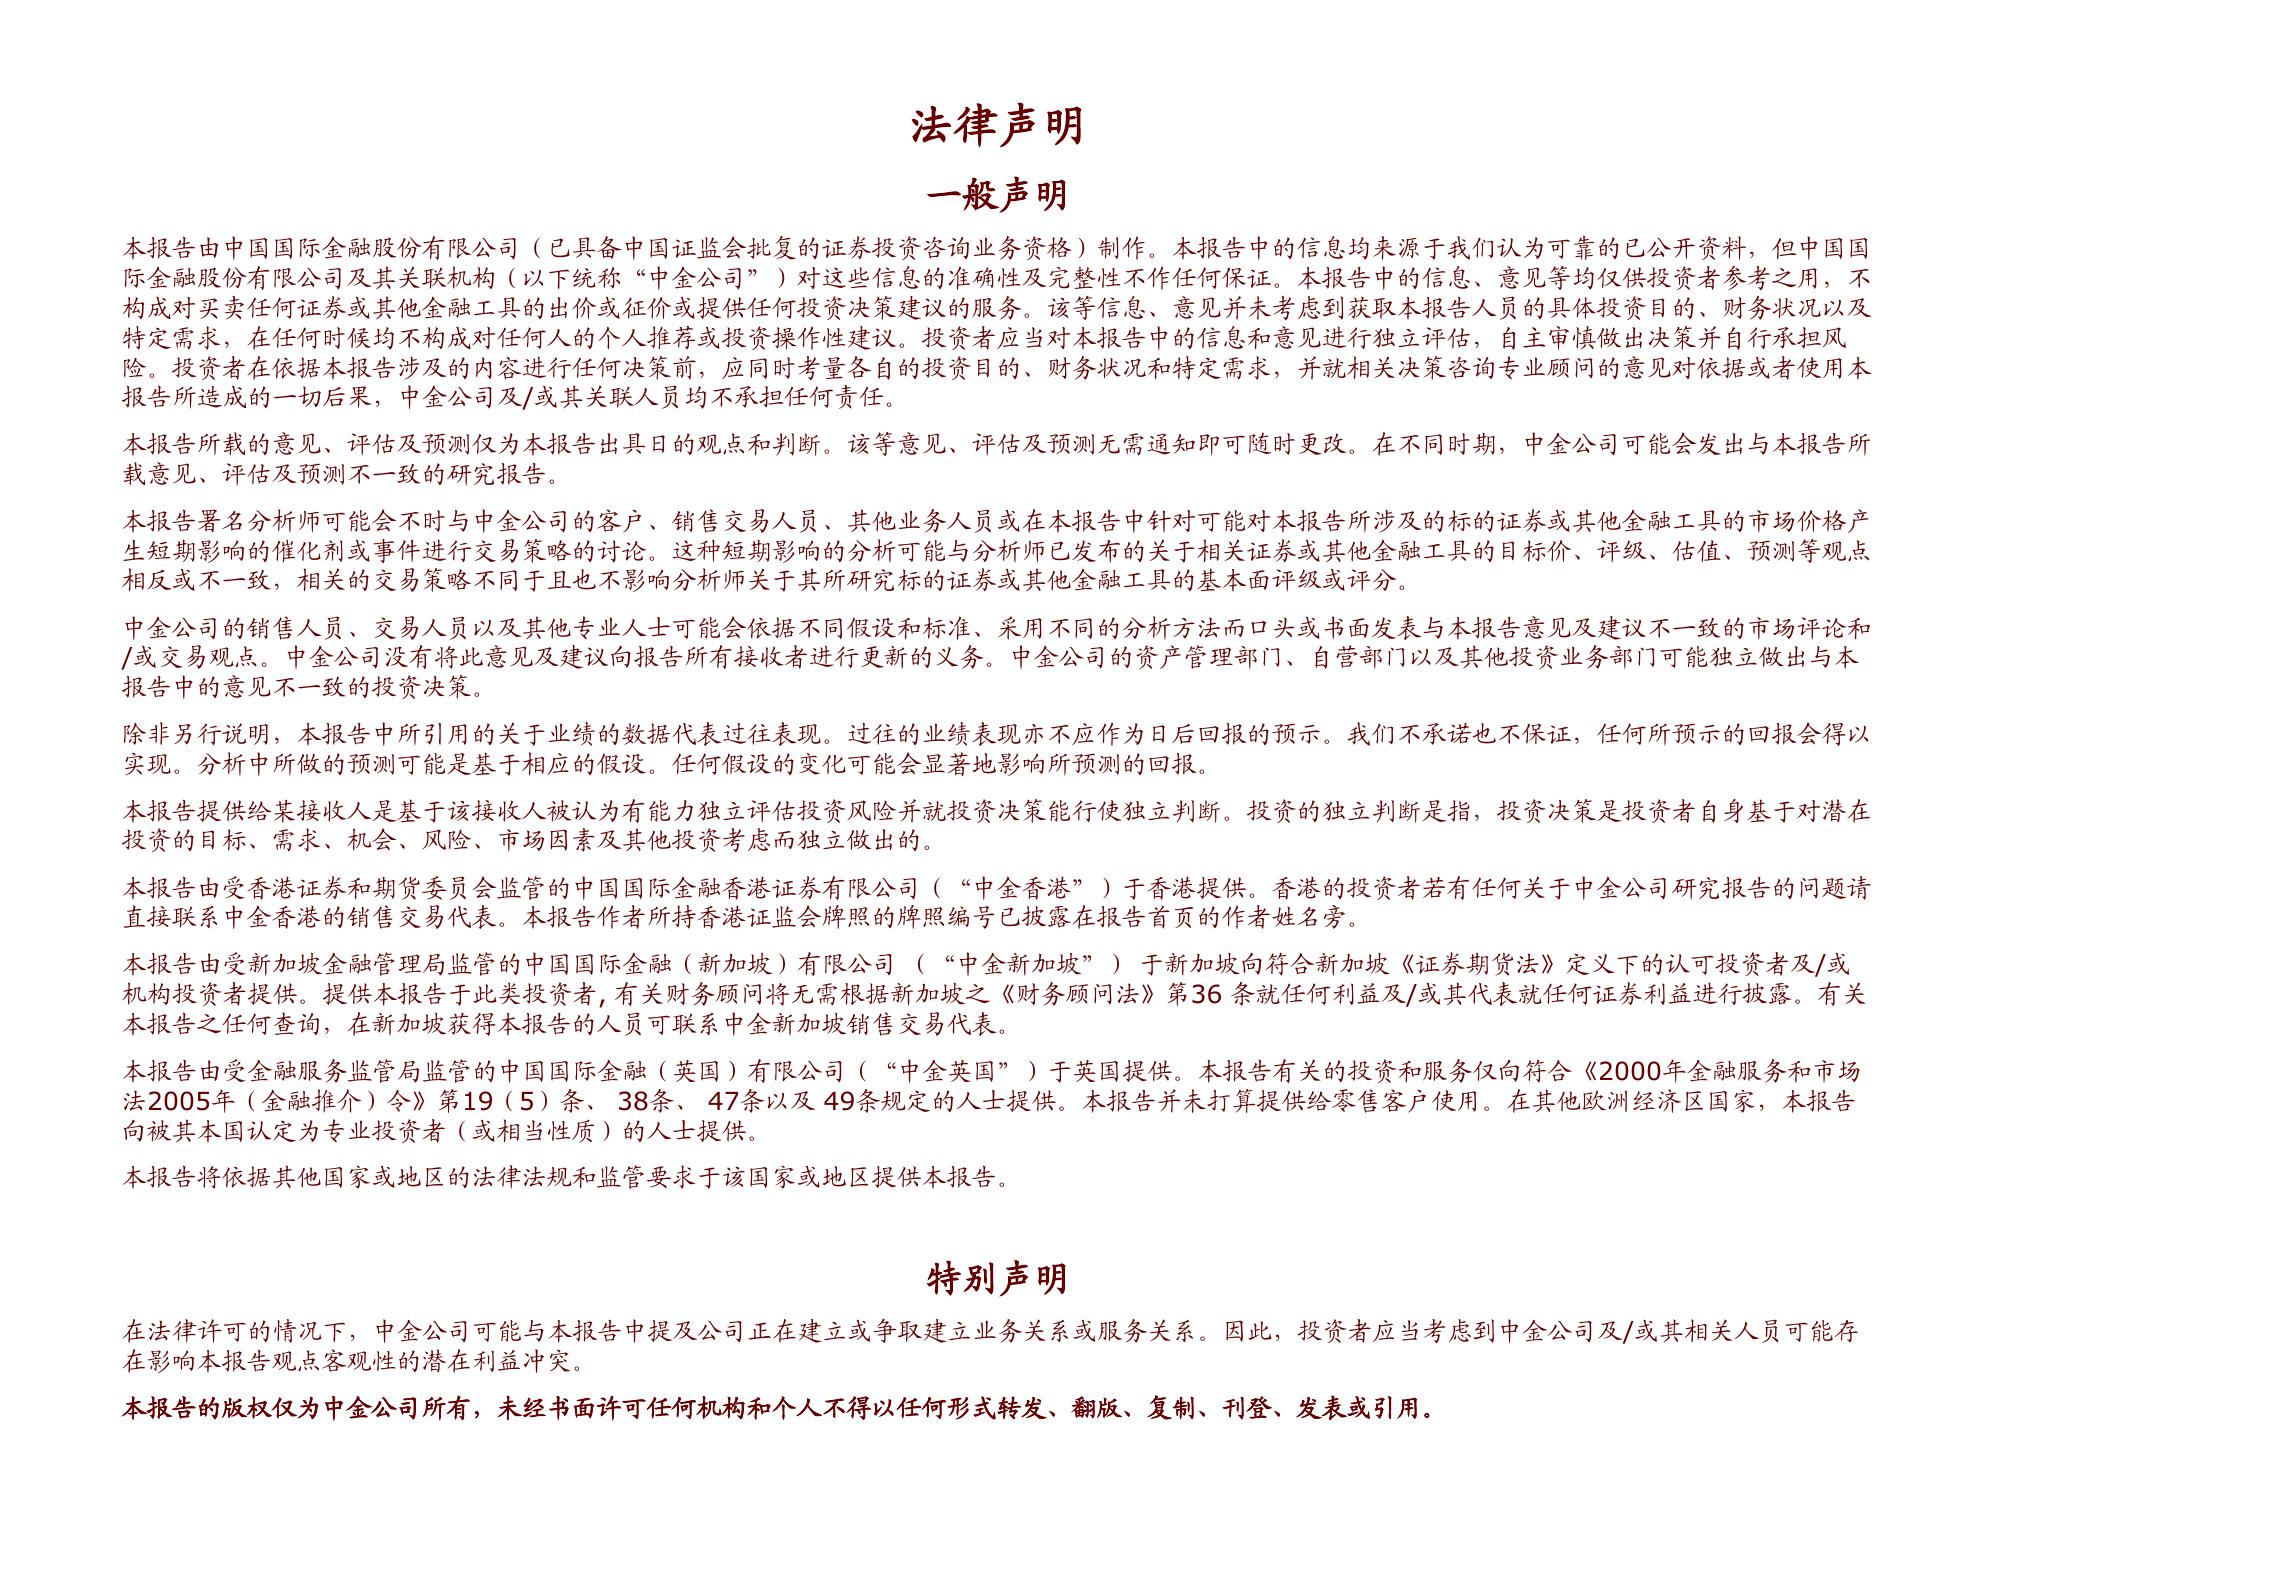 法律声明
一般声明
本报告由中国国际金融股份有限公司（已具备中国证监会批复的证券投资咨询业务资格）制作。本报告中的信息均来源于我们认为可靠的已公开资料，但中国国
际金融股份有限公司及其关联机构（以下统称“中金公司”）对这些信息的准确性及完整性不作任何保证。本报告中的信息、意见等均仅供投资者参考之用，不
构成对买卖任何证券或其他金融工具的出价或征价或提供任何投资决策建议的服务。该等信息、意见并未考虑到获取本报告人员的具体投资目的、财务状况以及
特定需求，在任何时候均不构成对任何人的个人推荐或投资操作性建议。投资者应当对本报告中的信息和意见进行独立评估，自主审慎做出决策并自行承担风
险。投资者在依据本报告涉及的内容进行任何决策前，应同时考量各自的投资目的、财务状况和特定需求，并就相关决策咨询专业顾问的意见对依据或者使用本
报告所造成的一切后果，中金公司及/或其关联人员均不承担任何责任。
本报告所载的意见、评估及预测仅为本报告出具日的观点和判断。该等意见、评估及预测无需通知即可随时更改。在不同时期，中金公司可能会发出与本报告所
载意见、评估及预测不一致的研究报告。
本报告署名分析师可能会不时与中金公司的客户、销售交易人员、其他业务人员或在本报告中针对可能对本报告所涉及的标的证券或其他金融工具的市场价格产
生短期影响的催化剂或事件进行交易策略的讨论。这种短期影响的分析可能与分析师已发布的关于相关证券或其他金融工具的目标价、评级、估值、预测等观点
相反或不一致，相关的交易策略不同于且也不影响分析师关于其所研究标的证券或其他金融工具的基本面评级或评分。
中金公司的销售人员、交易人员以及其他专业人士可能会依据不同假设和标准、采用不同的分析方法而口头或书面发表与本报告意见及建议不一致的市场评论和
/或交易观点。中金公司没有将此意见及建议向报告所有接收者进行更新的义务。中金公司的资产管理部门、自营部门以及其他投资业务部门可能独立做出与本
报告中的意见不一致的投资决策。
除非另行说明，本报告中所引用的关于业绩的数据代表过往表现。过往的业绩表现亦不应作为日后回报的预示。我们不承诺也不保证，任何所预示的回报会得以
实现。分析中所做的预测可能是基于相应的假设。任何假设的变化可能会显著地影响所预测的回报。
本报告提供给某接收人是基于该接收人被认为有能力独立评估投资风险并就投资决策能行使独立判断。投资的独立判断是指，投资决策是投资者自身基于对潜在
投资的目标、需求、机会、风险、市场因素及其他投资考虑而独立做出的。
本报告由受香港证券和期货委员会监管的中国国际金融香港证券有限公司（“中金香港”）于香港提供。香港的投资者若有任何关于中金公司研究报告的问题请
直接联系中金香港的销售交易代表。本报告作者所持香港证监会牌照的牌照编号已披露在报告首页的作者姓名旁。
本报告由受新加坡金融管理局监管的中国国际金融（新加坡）有限公司 （“中金新加坡”） 于新加坡向符合新加坡《证券期货法》定义下的认可投资者及/或
机构投资者提供。提供本报告于此类投资者, 有关财务顾问将无需根据新加坡之《财务顾问法》第36 条就任何利益及/或其代表就任何证券利益进行披露。有关
本报告之任何查询，在新加坡获得本报告的人员可联系中金新加坡销售交易代表。
本报告由受金融服务监管局监管的中国国际金融（英国）有限公司（“中金英国”）于英国提供。本报告有关的投资和服务仅向符合《2000年金融服务和市场
法2005年（金融推介）令》第19（5）条、 38条、 47条以及 49条规定的人士提供。本报告并未打算提供给零售客户使用。在其他欧洲经济区国家，本报告
向被其本国认定为专业投资者（或相当性质）的人士提供。
本报告将依据其他国家或地区的法律法规和监管要求于该国家或地区提供本报告。
特别声明
在法律许可的情况下，中金公司可能与本报告中提及公司正在建立或争取建立业务关系或服务关系。因此，投资者应当考虑到中金公司及/或其相关人员可能存
在影响本报告观点客观性的潜在利益冲突。
本报告的版权仅为中金公司所有，未经书面许可任何机构和个人不得以任何形式转发、翻版、复制、刊登、发表或引用。